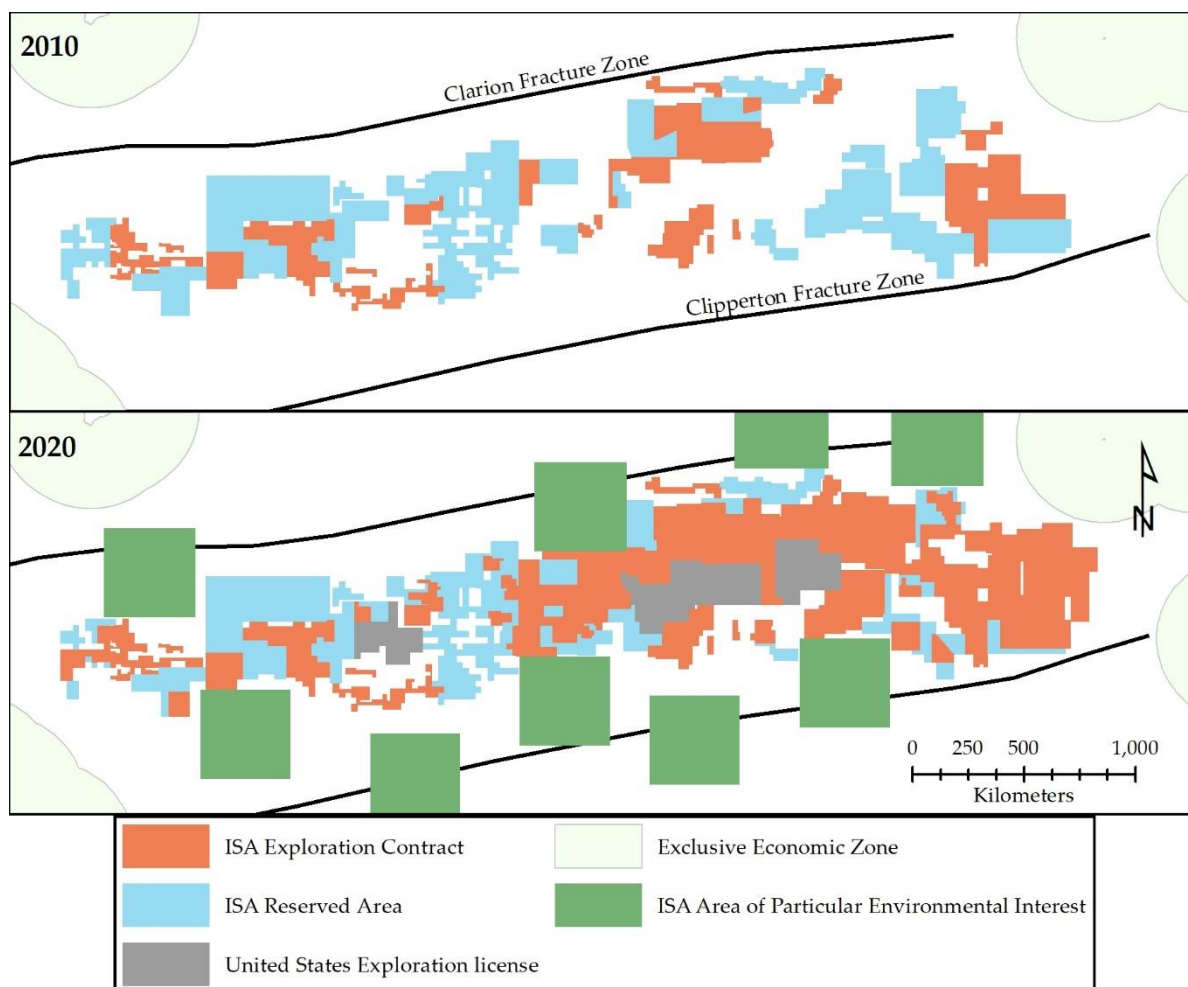 2010
Clarion Fracture Zone
Clipperton Fracture Zone
2020
N
0 250 500 1,000
Kilometers
ISA Exploration Contract
Exclusive Economic Zone
ISA Reserved Area
ISA Area of Particular Environmental Interest
United States Exploration license